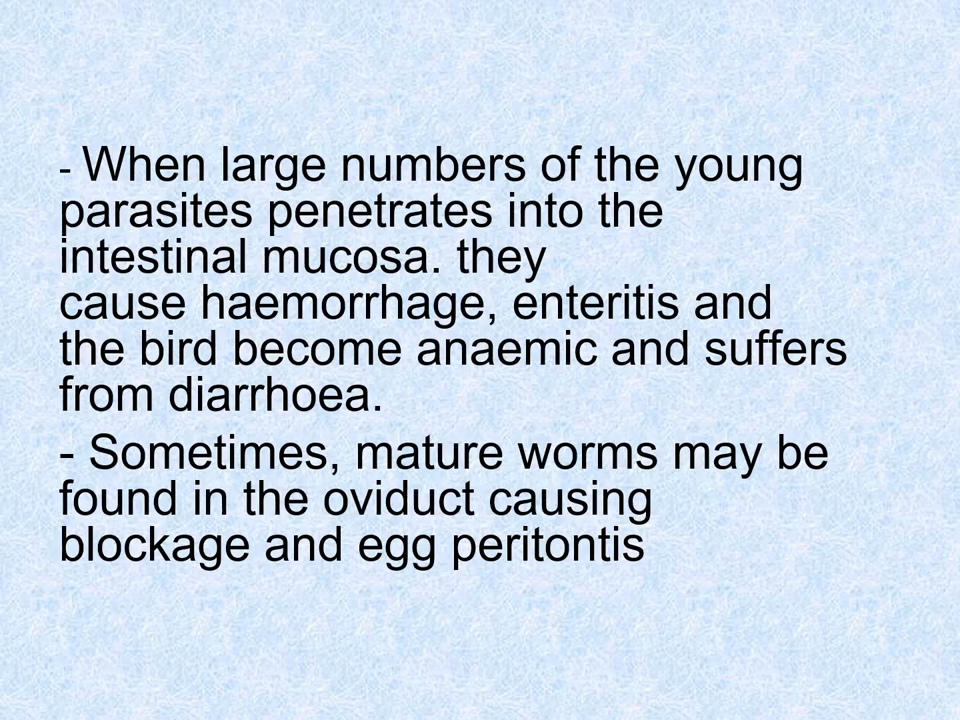 - When large numbers of the young
parasites penetrates into the
intestinal mucosa. they
cause haemorrhage, enteritis and
the bird become anaemic and suffers
from diarrhoea.
- Sometimes, mature worms may be
found in the oviduct causing
blockage and egg peritontis